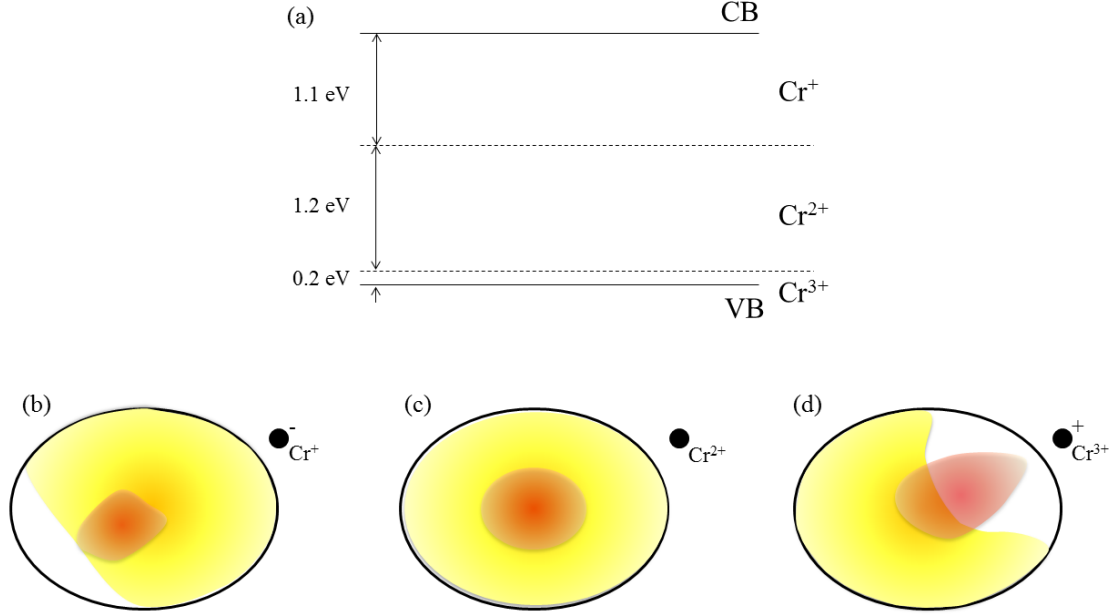 (a)
CB
1.1 eV
Cr⁺
1.2 eV
Cr²⁺
0.2 eV
Cr³⁺
VB
(b)
-
Cr⁺
(c)
Cr²⁺
(d)
+
Cr³⁺